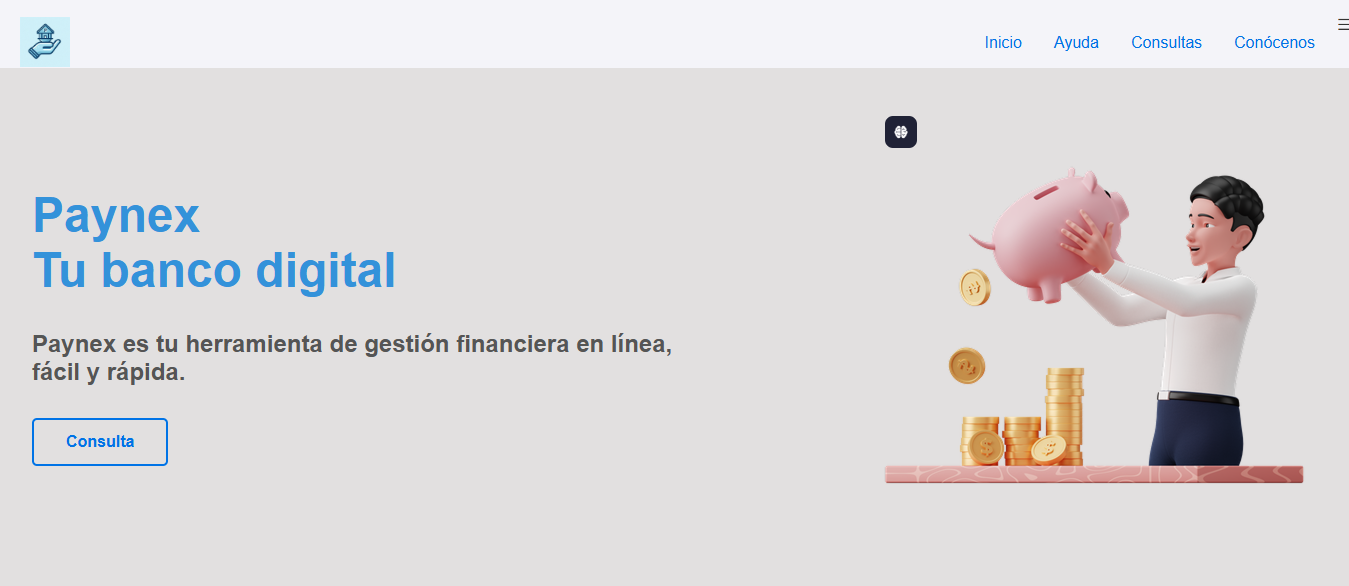 Inicio
Ayuda
Consultas
Conócenos
Paynex
Tu banco digital
Paynex es tu herramienta de gestión financiera en línea,
fácil y rápida.
Consulta